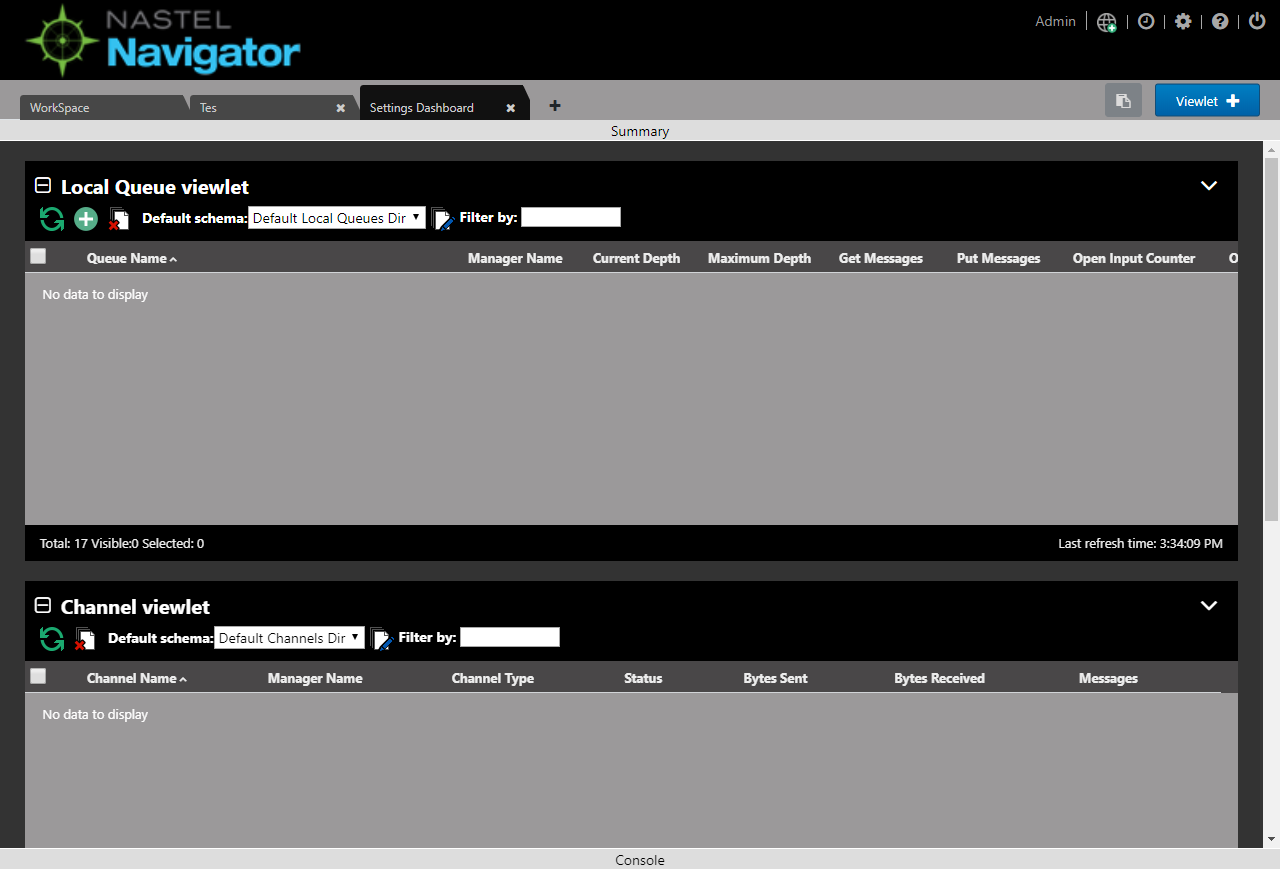 NASTEL
Navigator
Admin
WorkSpace Tes Settings Dashboard Viewlet
Summary
Local Queue viewlet
Default schema: Default Local Queues Dir Filter by:
Queue Name Manager Name Current Depth Maximum Depth Get Messages Put Messages Open Input Counter O
No data to display
Total: 17 Visible:0 Selected: 0 Last refresh time: 3:34:09 PM
Channel viewlet
Default schema: Default Channels Dir Filter by:
Channel Name Manager Name Channel Type Status Bytes Sent Bytes Received Messages
No data to display
Console